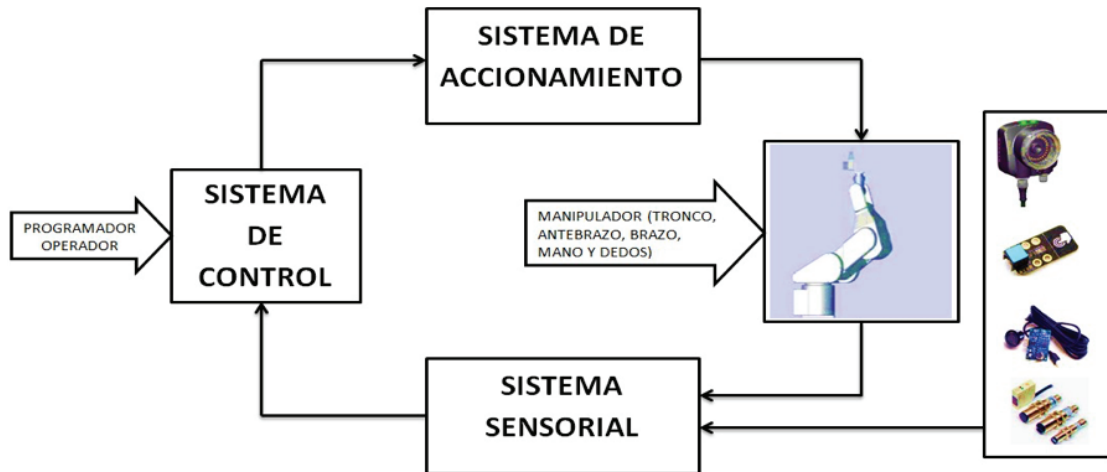 SISTEMA DE
ACCIONAMIENTO
SISTEMA
DE
CONTROL
PROGRAMADOR
OPERADOR
MANIPULADOR (TRONCO,
ANTEBRAZO, BRAZO,
MANO Y DEDOS)
SISTEMA
SENSORIAL